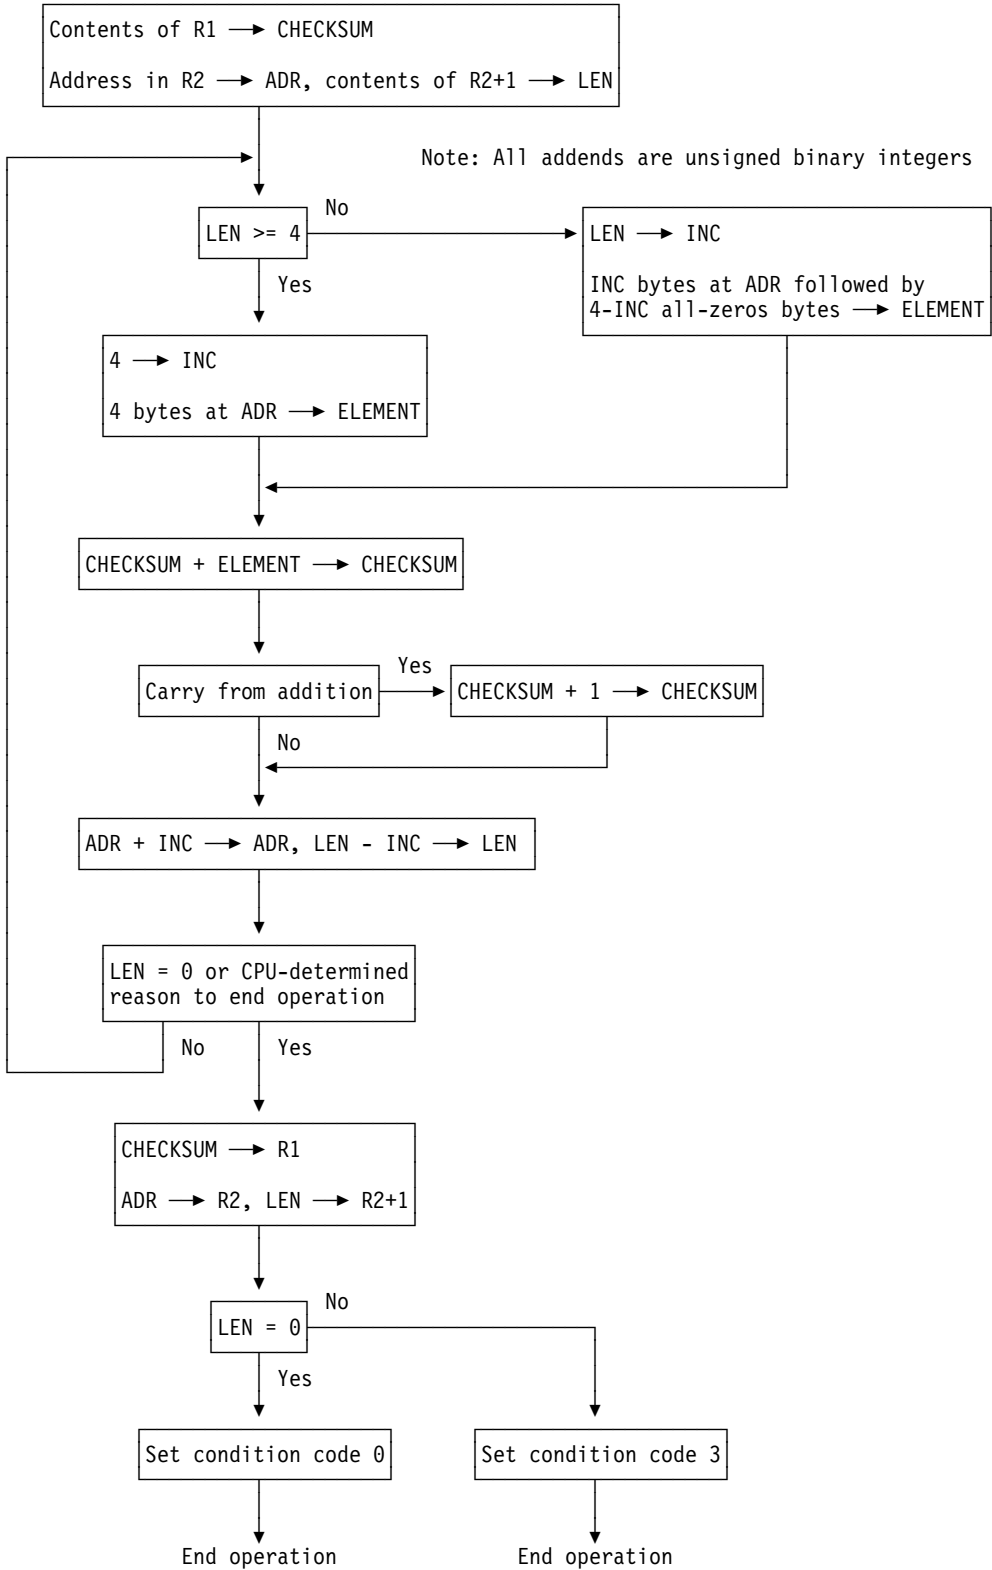 Contents of R1 → CHECKSUM
Address in R2 → ADR, contents of R2+1 → LEN
Note: All addends are unsigned binary integers
LEN >= 4
No
Yes
LEN → INC
INC bytes at ADR followed by
4-INC all-zeros bytes → ELEMENT
4 → INC
4 bytes at ADR → ELEMENT
CHECKSUM + ELEMENT → CHECKSUM
Carry from addition
Yes
CHECKSUM + 1 → CHECKSUM
No
ADR + INC → ADR, LEN - INC → LEN
LEN = 0 or CPU-determined
reason to end operation
No
Yes
CHECKSUM → R1
ADR → R2, LEN → R2+1
LEN = 0
No
Yes
Set condition code 0
Set condition code 3
End operation
End operation